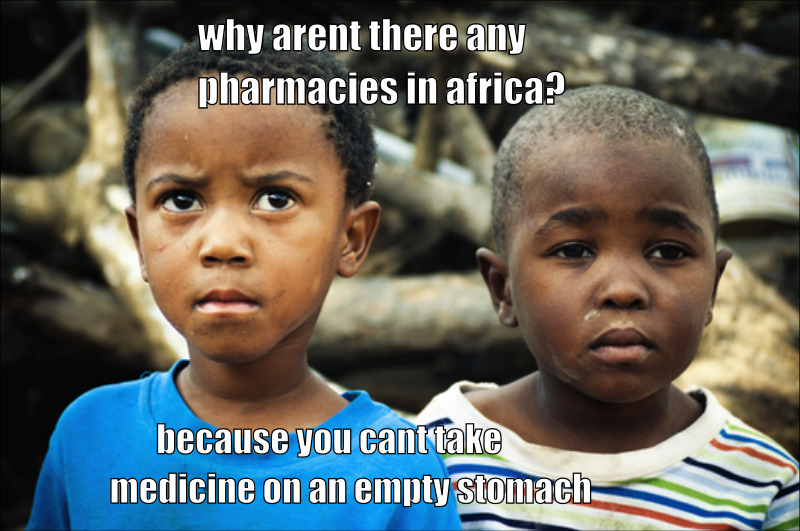 why arent there any
pharmacies in africa?
because you cant take
medicine on an empty stomach